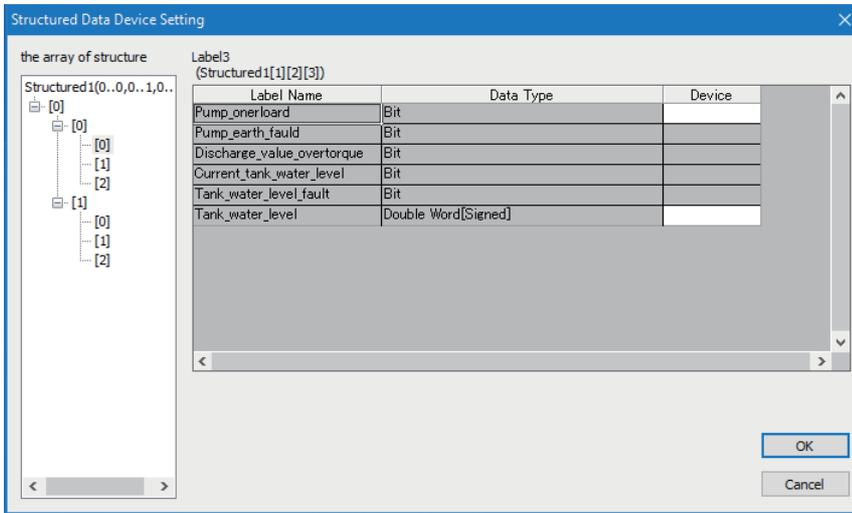 Structured Data Device Setting
the array of structure
Structured1(0..0,0..1,0..
[0]
[0]
[0]
[1]
[2]
[1]
[0]
[1]
[2]
Label3
(Structured1[1][2][3])
Label Name Data Type Device
Pump_onerloard Bit
Pump_earth_fauld Bit
Discharge_value_overtorque Bit
Current_tank_water_level Bit
Tank_water_level_fault Bit
Tank_water_level Double Word[Signed]
OK
Cancel